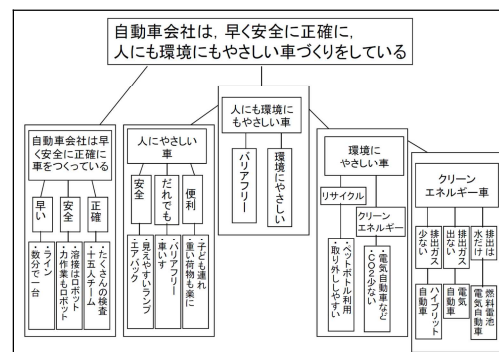 自動車会社は，早く安全に正確に，
人にも環境にもやさしい車づくりをしている
自動車会社は早
く安全に正確に
車をつくっている
早い
安全
正確
・ライン
・数分で一台
・溶接はロボット
・力作業もロボット
・たくさんの検査
・十五人チーム
人にやさしい
車
安全
だれでも
便利
・見えやすいランプ
・エアバック
・バリアフリー
・車いす
・子ども連れ
・重い荷物も楽に
人にも環境に
もやさしい車
バリアフリー
環境にやさしい
環境に
やさしい車
リサイクル
クリーン
エネルギー
・ペッドボトル利用
・取り外ししやすい
・電気自動車など
・CO2少ない
クリーン
エネルギー車
排出ガス
少ない
排出ガス
出ない
排出は
水だけ
ハイブリット
自動車
電気
自動車
燃料電池
電気自動車